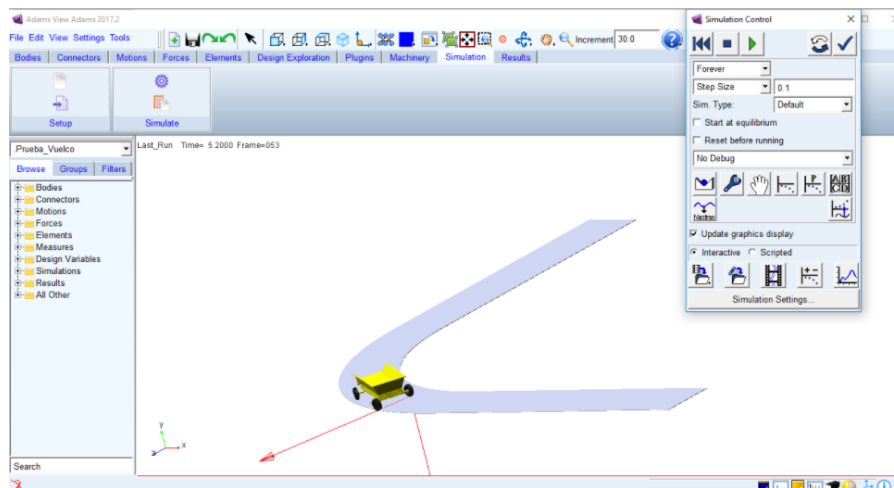 Adams View Adams 2017.2
File Edit View Settings Tools
Increment 30.0
Bodies Connectors Motions Forces Elements Design Exploration Plugins Machinery Simulation Results
Setup Simulate
Prueba_Vuelco
Browse Groups Filters
Bodies
Connectors
Motions
Forces
Elements
Measures
Design Variables
Simulations
Results
All Other
Search
Last_Run Time= 5.2000 Frame=053
y
x
z
Simulation Control
Forever
Step Size 0.1
Sim. Type: Default
Start at equilibrium
Reset before running
No Debug
Nastran
Update graphics display
Interactive Scripted
Simulation Settings...